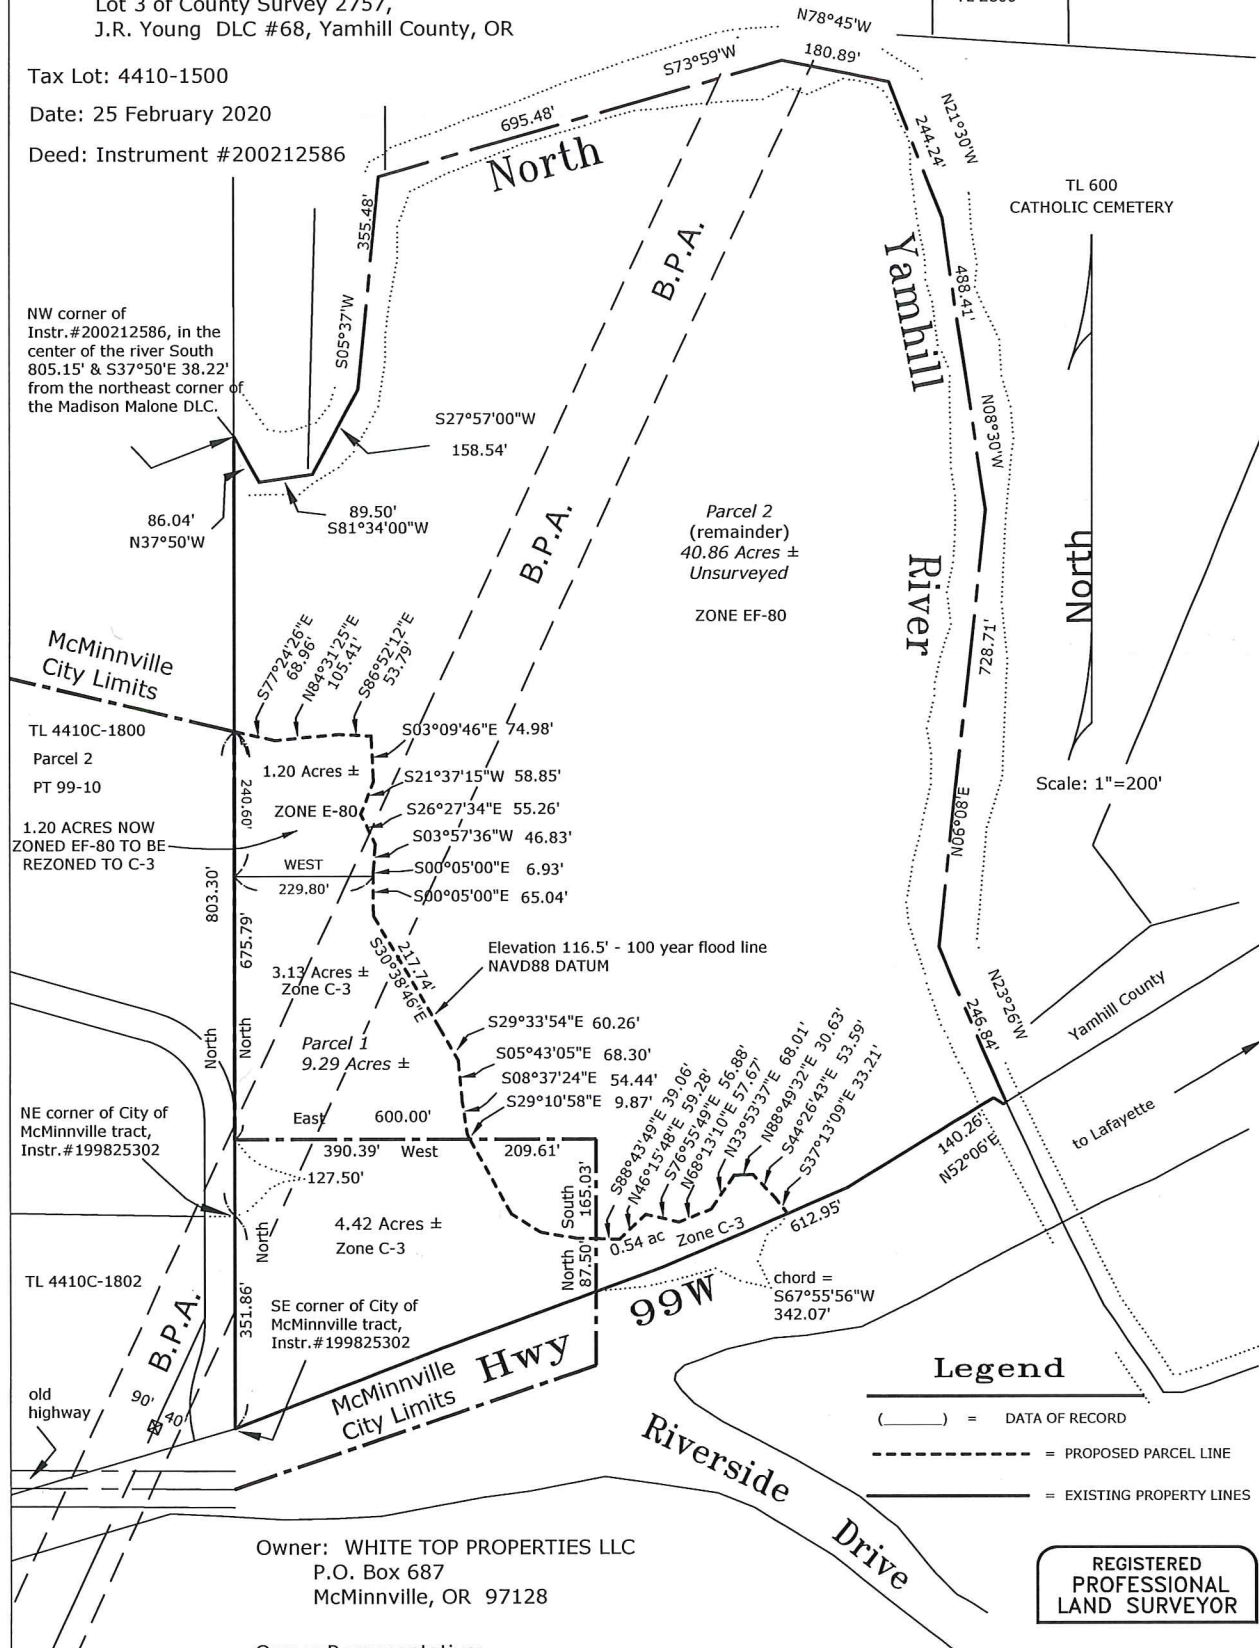 Lot 3 of County Survey 2757,
J.R. Young DLC #68, Yamhill County, OR
Tax Lot: 4410-1500
Date: 25 February 2020
Deed: Instrument #200212586
N78°45'W
180.89'
S73°59'W
695.48'
North
N21°30'W
244.24'
TL 600
CATHOLIC CEMETERY
355.48'
S05°37'W
B.P.A.
Yamhill
488.41'
NW corner of
Instr.#200212586, in the
center of the river South
805.15' & S37°50'E 38.22'
from the northeast corner of
the Madison Malone DLC.
S27°57'00"W
158.54'
N08°30'W
86.04'
N37°50'W
89.50'
S81°34'00"W
B.P.A.
Parcel 2
(remainder)
40.86 Acres ±
Unsurveyed
ZONE EF-80
River
North
728.71'
N06°08'E
Scale: 1"=200'
McMinnville
City Limits
S77°24'26"E
68.96'
N84°31'25"E
105.41'
S86°52'12"E
53.79'
TL 4410C-1800
Parcel 2
PT 99-10
1.20 ACRES NOW
ZONED EF-80 TO BE
REZONED TO C-3
1.20 Acres ±
ZONE E-80
240.60'
S03°09'46"E 74.98'
S21°37'15"W 58.85'
S26°27'34"E 55.26'
S03°57'36"W 46.83'
S00°05'00"E 6.93'
S00°05'00"E 65.04'
WEST
229.80'
803.30'
675.79'
217.74'
S30°38'46"E
Elevation 116.5' - 100 year flood line
NAVD88 DATUM
3.13 Acres ±
Zone C-3
North
North
Parcel 1
9.29 Acres ±
S29°33'54"E 60.26'
S05°43'05"E 68.30'
S08°37'24"E 54.44'
S29°10'58"E 9.87'
N23°26'W
246.84'
Yamhill County
to Lafayette
NE corner of City of
McMinnville tract,
Instr.#199825302
East 600.00'
390.39' West
209.61'
127.50'
South
165.03'
S88°43'49"E 39.06'
N46°15'48"E 59.28'
S76°55'49"E 56.88'
N68°13'10"E 57.67'
N33°53'37"E 68.01'
N88°49'32"E 30.63'
S44°26'43"E 53.59'
S37°13'09"E 33.21'
140.26'
N52°06'E
612.95'
4.42 Acres ±
Zone C-3
North
0.54 ac Zone C-3
North
87.50'
TL 4410C-1802
351.86'
SE corner of City of
McMinnville tract,
Instr.#199825302
chord =
S67°55'56"W
342.07'
Hwy 99W
McMinnville
City Limits
B.P.A.
90'
40'
old
highway
Riverside
Drive
Legend
(______) = DATA OF RECORD
= PROPOSED PARCEL LINE
= EXISTING PROPERTY LINES
Owner: WHITE TOP PROPERTIES LLC
P.O. Box 687
McMinnville, OR 97128
REGISTERED
PROFESSIONAL
LAND SURVEYOR